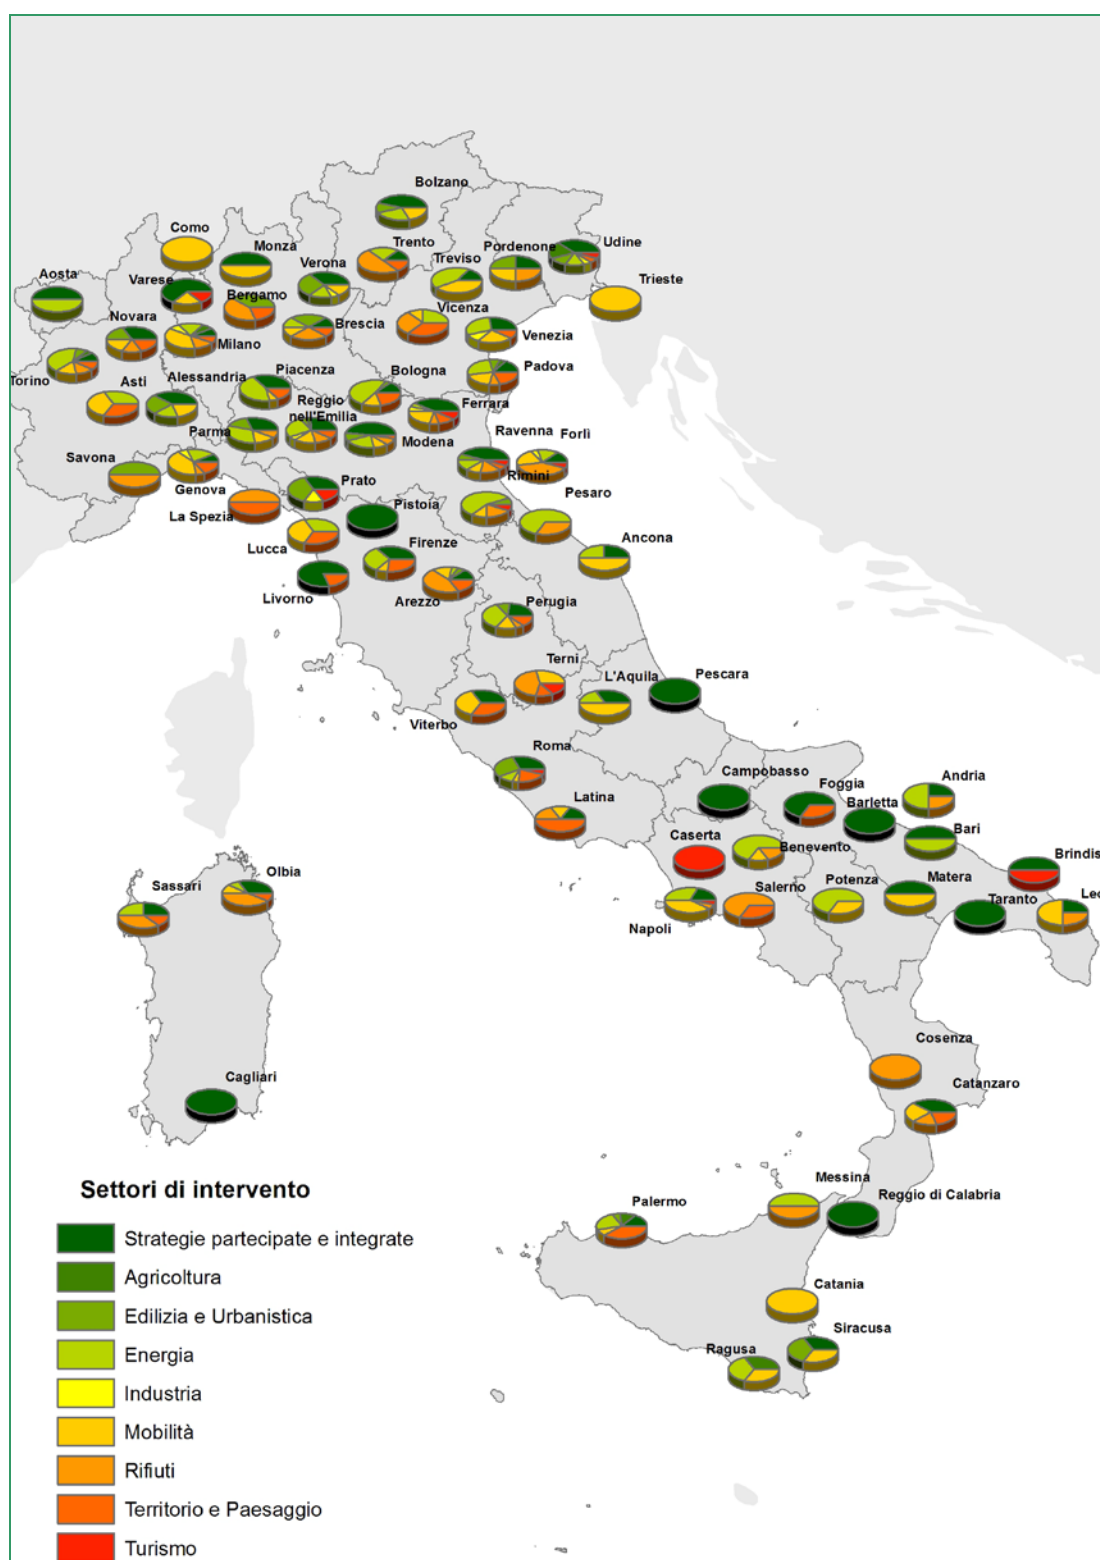 Bolzano
Como
Monza
Trento
Pordenone
Udine
Aosta
Varese
Verona
Treviso
Trieste
Bergamo
Vicenza
Novara
Milano
Brescia
Venezia
Torino
Asti
Alessandria
Piacenza
Bologna
Padova
Reggio
nell'Emilia
Ferrara
Parma
Modena
Ravenna
Forlì
Savona
Genova
Prato
Rimini
Pesaro
La Spezia
Pistoia
Lucca
Firenze
Ancona
Livorno
Arezzo
Perugia
Terni
L'Aquila
Pescara
Viterbo
Roma
Campobasso
Foggia
Andria
Latina
Barletta
Caserta
Benevento
Bari
Brindis
Sassari
Olbia
Napoli
Salerno
Potenza
Matera
Taranto
Lec
Cosenza
Cagliari
Catanzaro
Messina
Palermo
Reggio di Calabria
Catania
Siracusa
Ragusa
Settori di intervento
Strategie partecipate e integrate
Agricoltura
Edilizia e Urbanistica
Energia
Industria
Mobilità
Rifiuti
Territorio e Paesaggio
Turismo